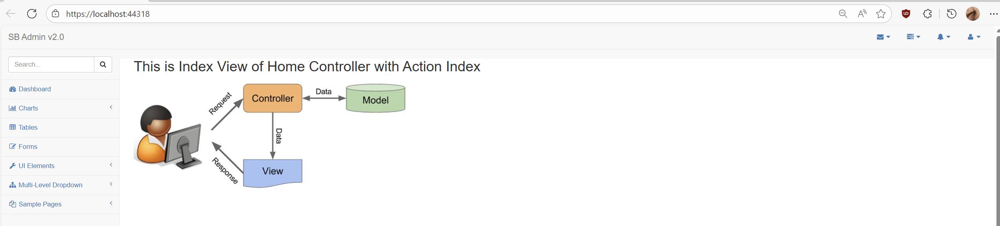 https://localhost:44318
SB Admin v2.0
Search...
This is Index View of Home Controller with Action Index
Dashboard
Charts
Tables
Forms
UI Elements
Multi-Level Dropdown
Sample Pages
Request
Controller
Data
Model
Data
Response
View